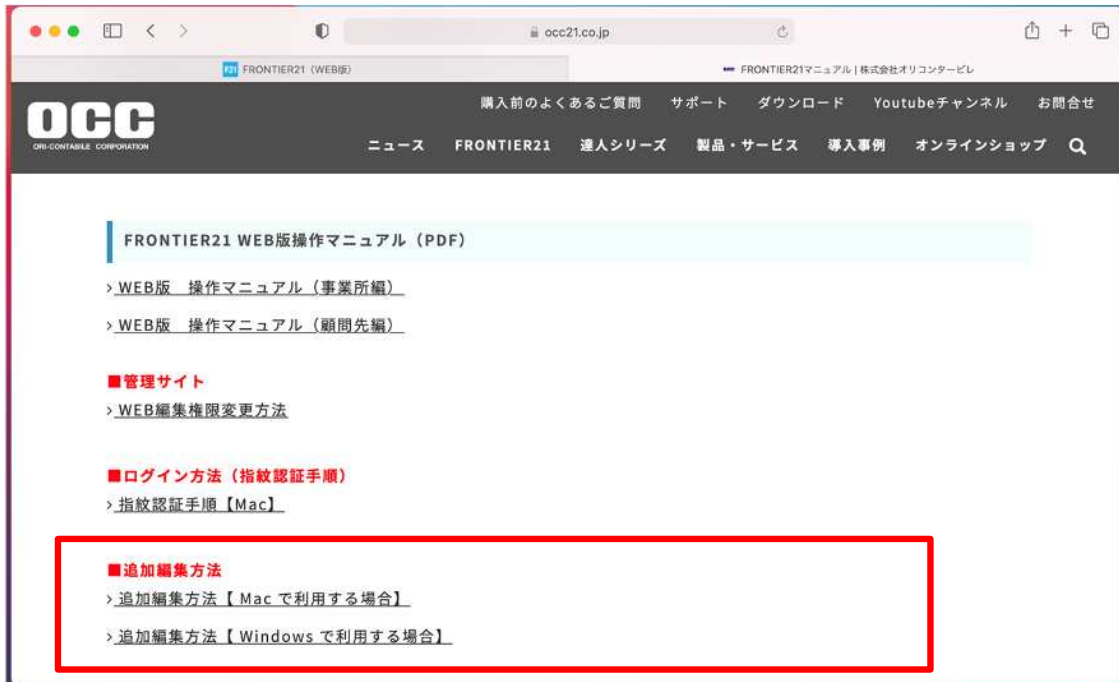 occ21.co.jp
F21 FRONTIER21（WEB版）
FRONTIER21マニュアル | 株式会社オリコンタービレ
購入前のよくあるご質問 サポート ダウンロード Youtubeチャンネル お問合せ
OCC
ORI-CONTABILE CORPORATION
ニュース FRONTIER21 達人シリーズ 製品・サービス 導入事例 オンラインショップ
FRONTIER21 WEB版操作マニュアル（PDF）
› WEB版　操作マニュアル（事業所編）
› WEB版　操作マニュアル（顧問先編）
■管理サイト
› WEB編集権限変更方法
■ログイン方法（指紋認証手順）
› 指紋認証手順【Mac】
■追加編集方法
› 追加編集方法【 Mac で利用する場合】
› 追加編集方法【 Windows で利用する場合】